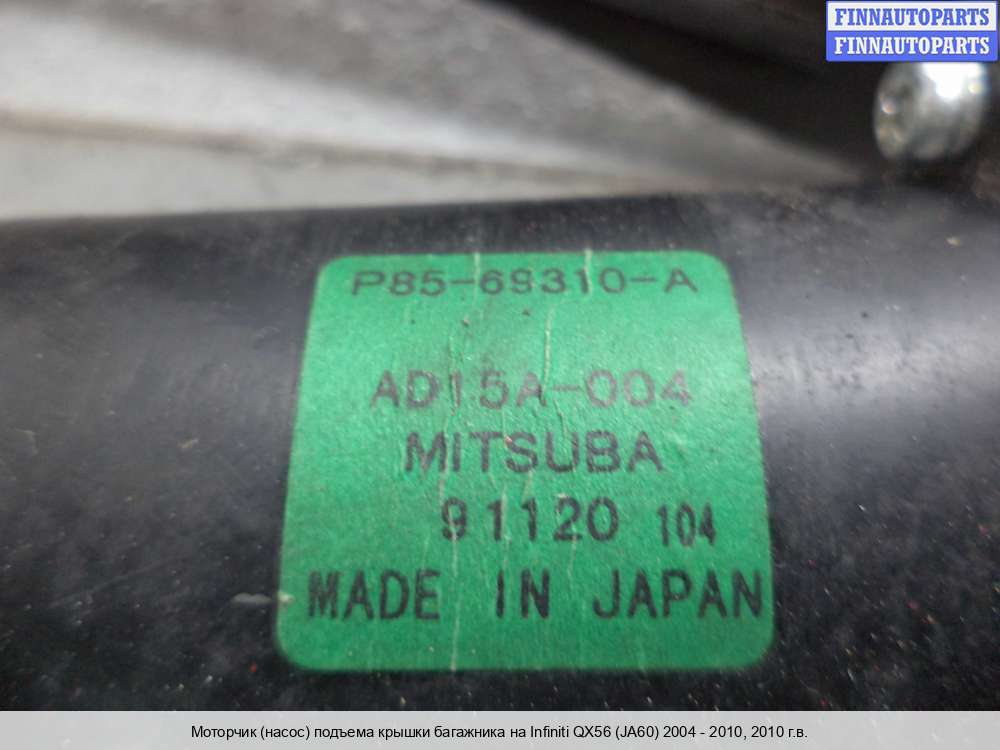 FINNAUTOPARTS
FINNAUTOPARTS
P85-69310-A
AD15A-004
MITSUBA
91120 104
MADE IN JAPAN
Моторчик (насос) подъема крышки багажника на Infiniti QX56 (JA60) 2004 - 2010, 2010 г.в.